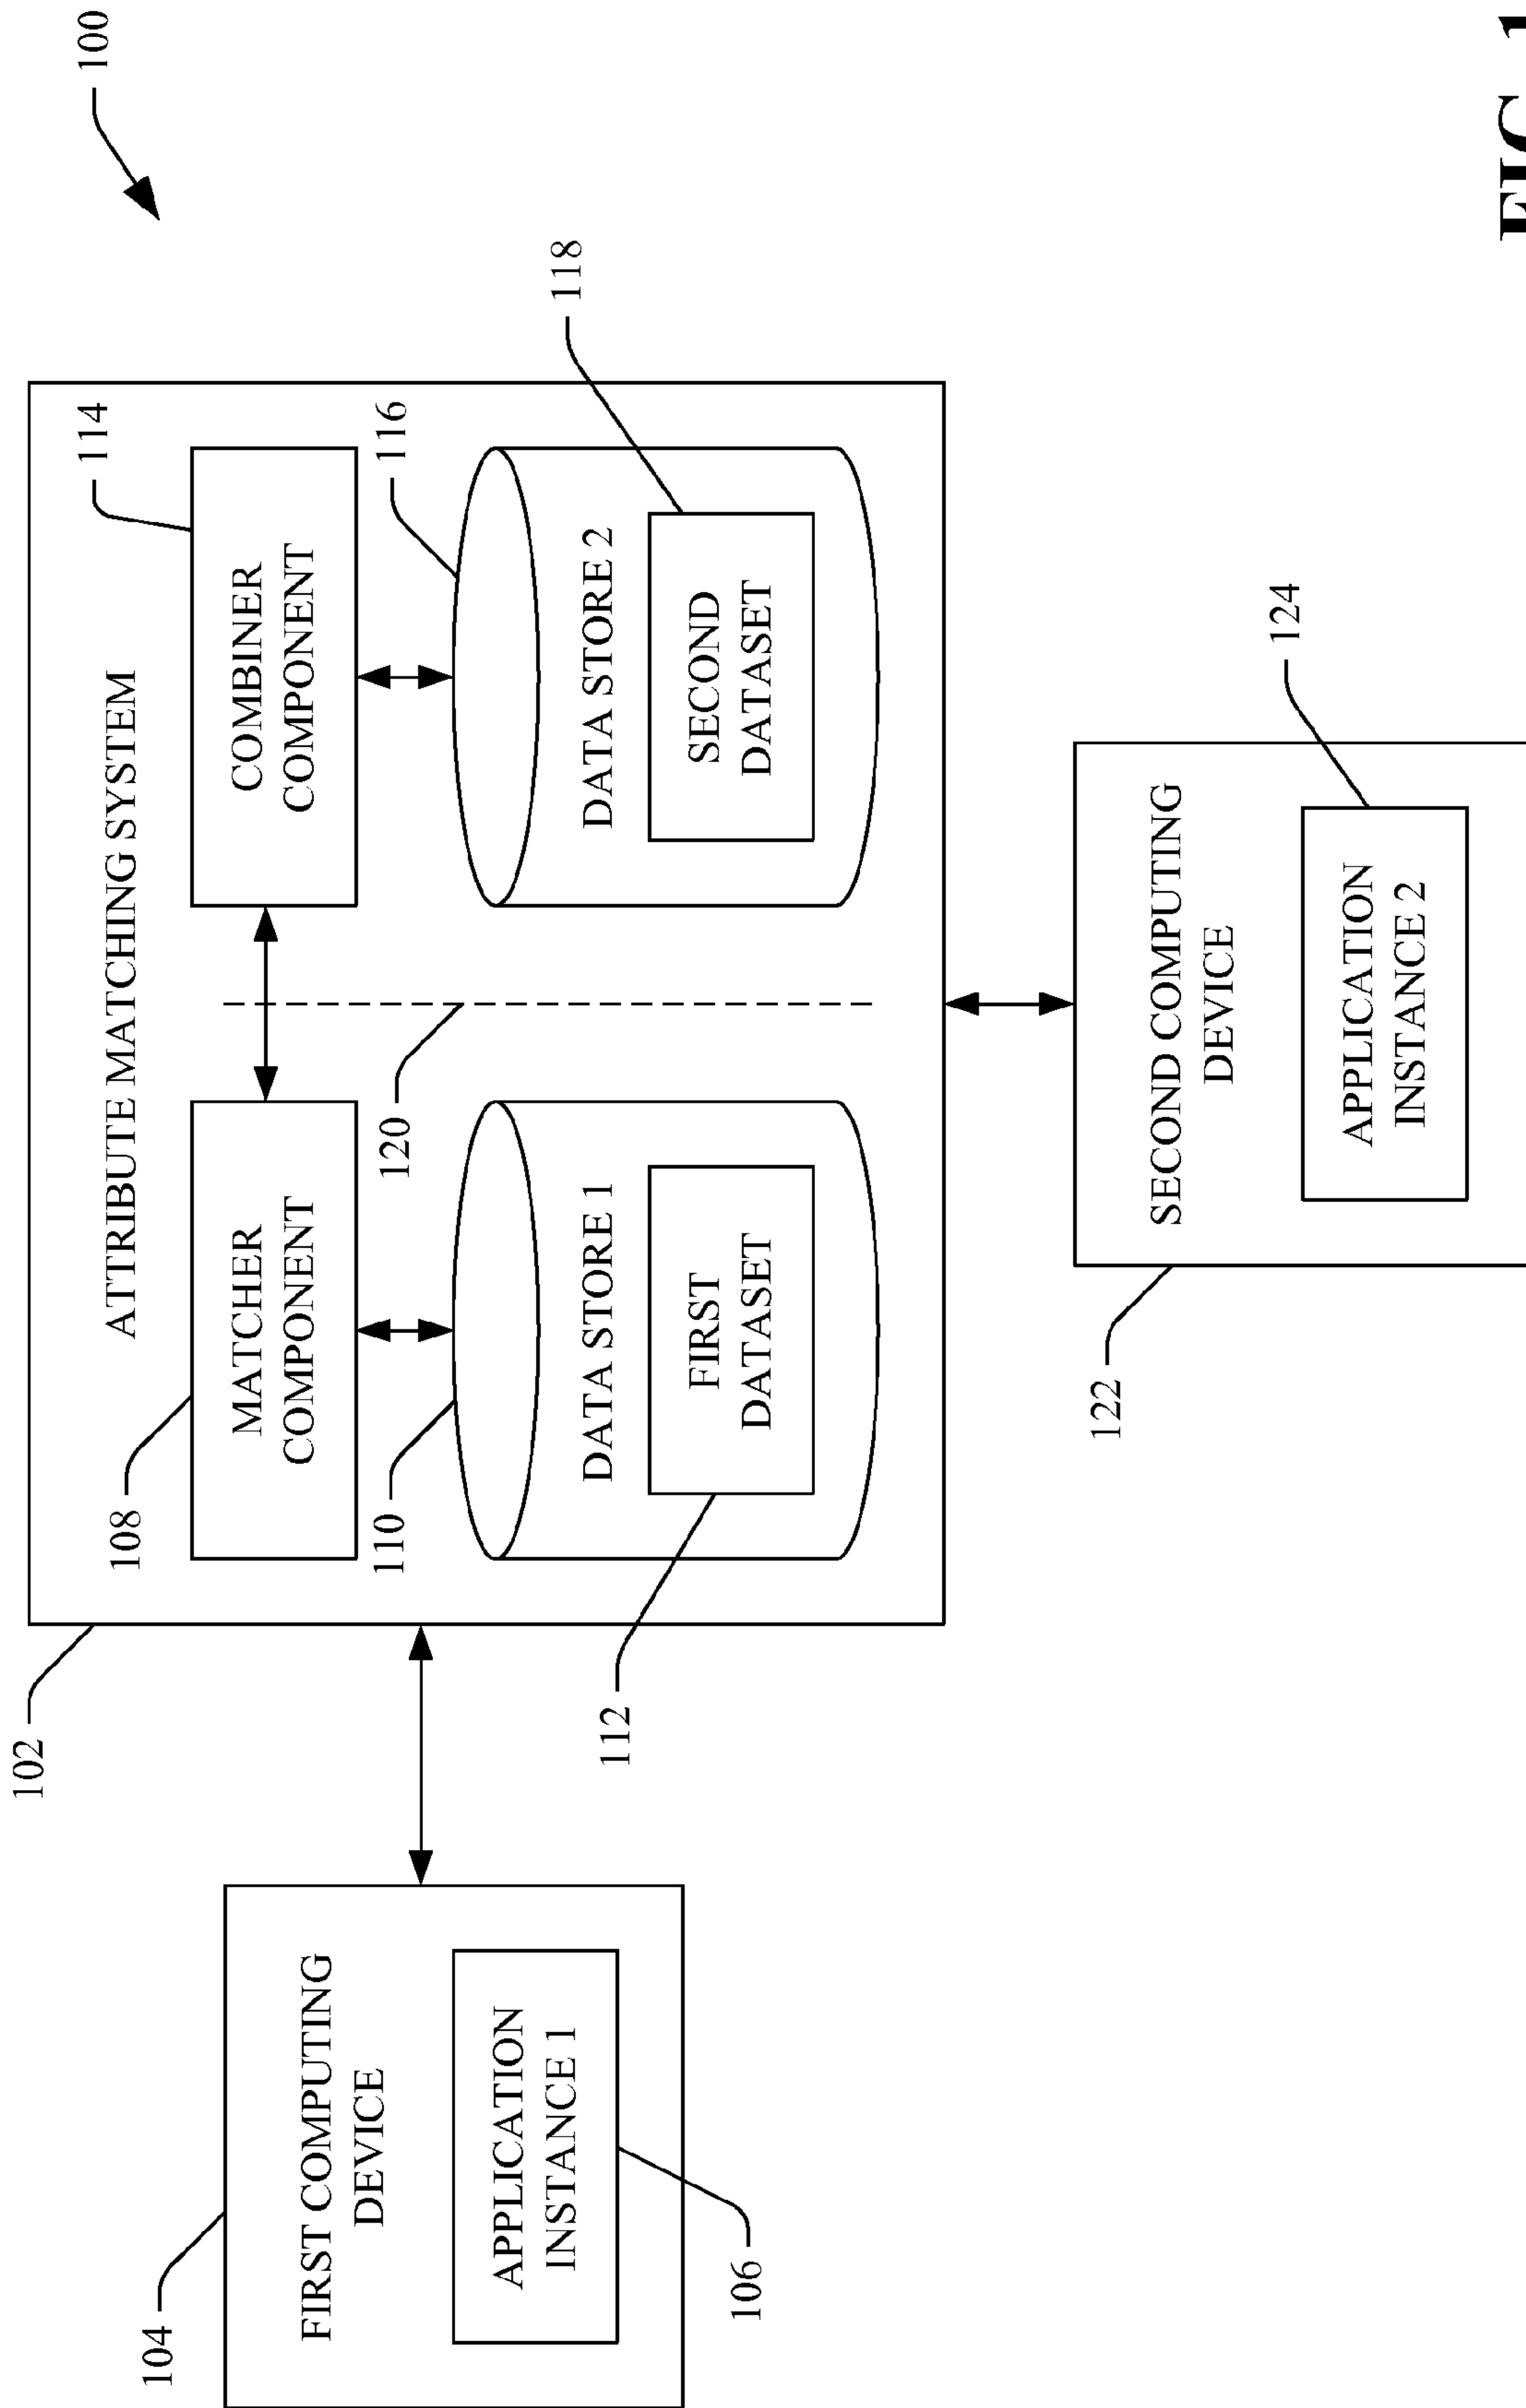 100
102
ATTRIBUTE MATCHING SYSTEM
108
MATCHER
COMPONENT
114
COMBINER
COMPONENT
104
FIRST COMPUTING
DEVICE
APPLICATION
INSTANCE 1
106
110
DATA STORE 1
FIRST
DATASET
112
120
116
DATA STORE 2
SECOND
DATASET
118
122
SECOND COMPUTING
DEVICE
APPLICATION
INSTANCE 2
124